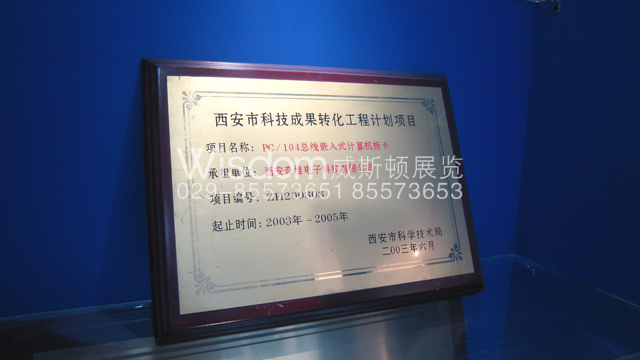 西安市科技成果转化工程计划项目
项目名称: PC/104总线嵌入式计算机板卡
Wisdom威斯顿展览
承担单位: 西安
029-85573651 85573653
项目编号:
起止时间: 2003年-2005年
西安市科学技术局
二00三年六月